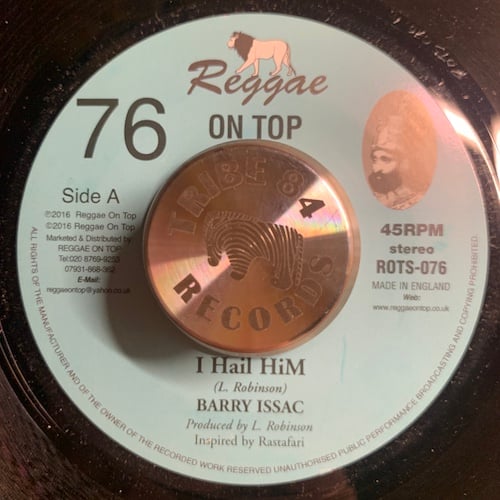 Reggae
ON TOP
76
Side A
℗2016 Reggae On Top
©2016 Reggae On Top
Marketed & Distributed by
REGGAE ON TOP
Tel:020 8769-9253
07931-868-362
E-Mail:
reggaeontop@yahoo.co.uk
45RPM
stereo
ROTS-076
MADE IN ENGLAND
Web:
www.reggaeontop.co.uk
TRIBE 84
RECORDS
I Hail HiM
(L. Robinson)
BARRY ISSAC
Produced by L. Robinson
Inspired by Rastafari
ALL RIGHTS OF THE MANUFACTURER AND OF THE OWNER OF THE RECORDED WORK RESERVED UNAUTHORISED PUBLIC PERFORMANCE BROADCASTING AND COPYING PROHIBITED.